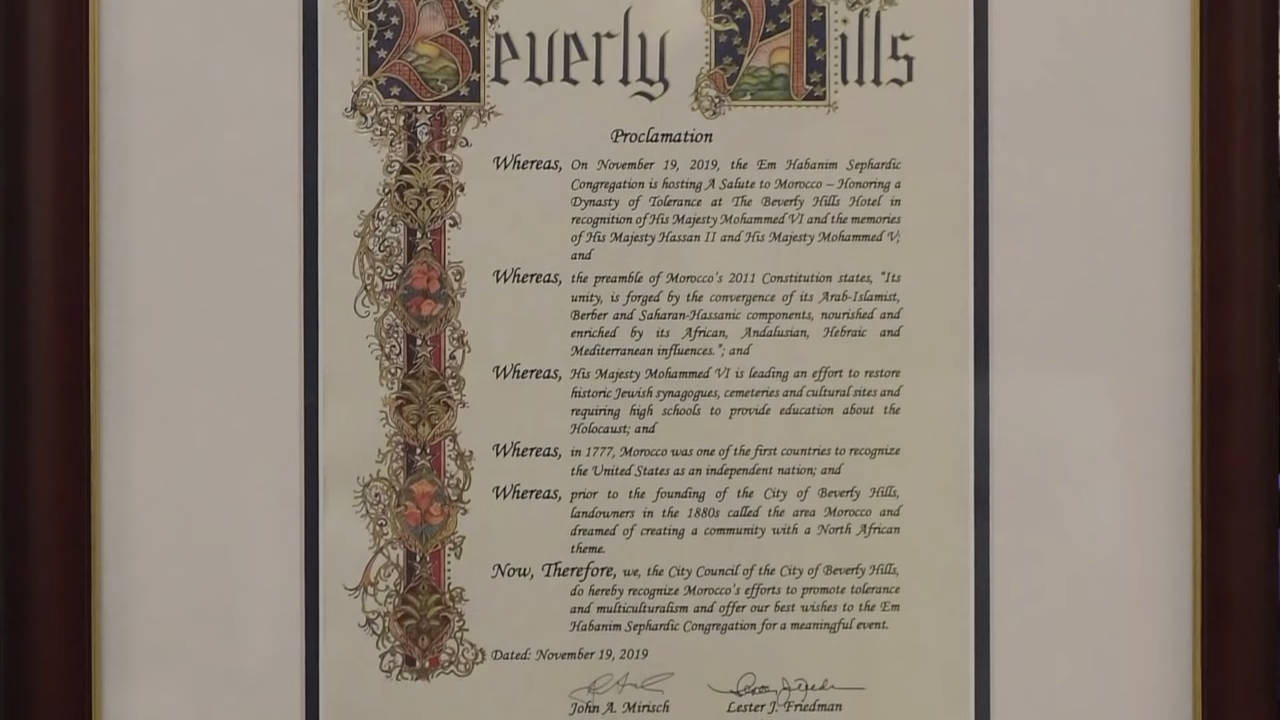 Beverly Hills
Proclamation
Whereas, On November 19, 2019, the Em Habanim Sephardic
Congregation is hosting A Salute to Morocco – Honoring a
Dynasty of Tolerance at The Beverly Hills Hotel in
recognition of His Majesty Mohammed VI and the memories
of His Majesty Hassan II and His Majesty Mohammed V;
and
Whereas, the preamble of Morocco's 2011 Constitution states, "Its
unity, is forged by the convergence of its Arab-Islamist,
Berber and Saharan-Hassanic components, nourished and
enriched by its African, Andalusian, Hebraic and
Mediterranean influences."; and
Whereas, His Majesty Mohammed VI is leading an effort to restore
historic Jewish synagogues, cemeteries and cultural sites and
requiring high schools to provide education about the
Holocaust; and
Whereas, in 1777, Morocco was one of the first countries to recognize
the United States as an independent nation; and
Whereas, prior to the founding of the City of Beverly Hills,
landowners in the 1880s called the area Morocco and
dreamed of creating a community with a North African
theme.
Now, Therefore, we, the City Council of the City of Beverly Hills,
do hereby recognize Morocco's efforts to promote tolerance
and multiculturalism and offer our best wishes to the Em
Habanim Sephardic Congregation for a meaningful event.
Dated: November 19, 2019
John A. Mirisch Lester J. Friedman